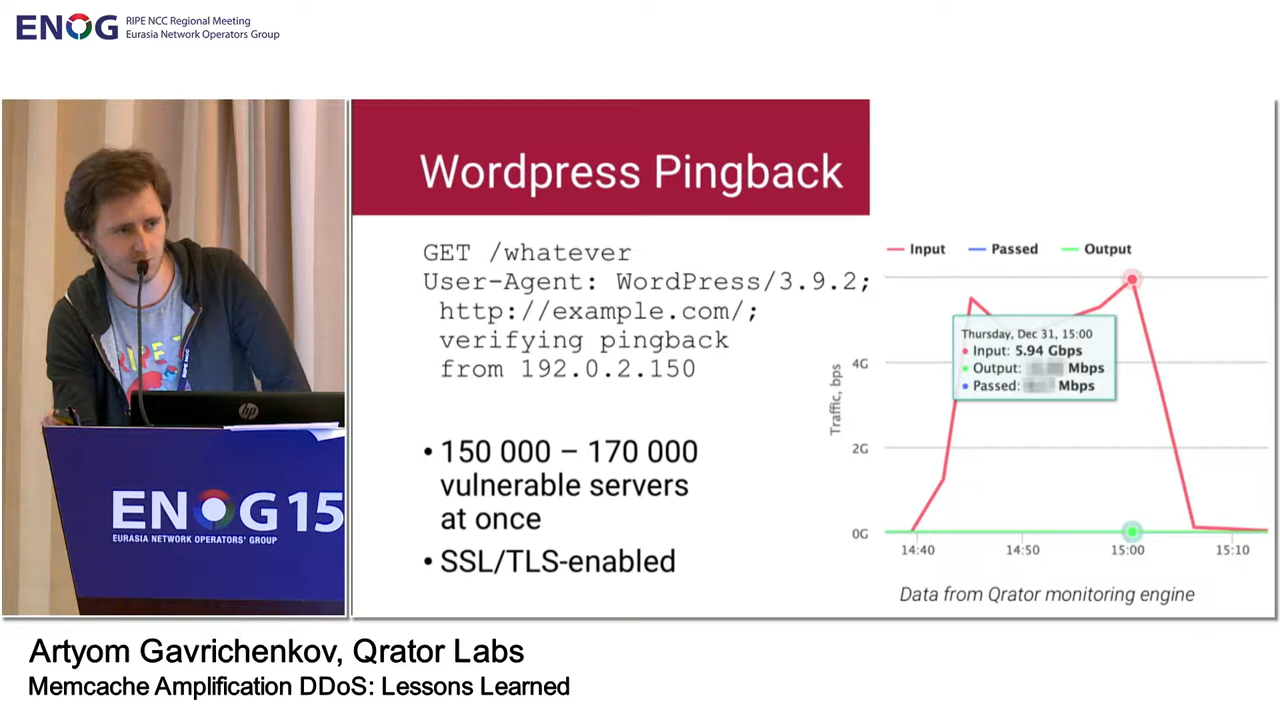 ENOG
RIPE NCC Regional Meeting
Eurasia Network Operators Group
Wordpress Pingback
GET /whatever
User-Agent: WordPress/3.9.2;
http://example.com/;
verifying pingback
from 192.0.2.150
• 150 000 – 170 000
vulnerable servers
at once
• SSL/TLS-enabled
Input Passed Output
Thursday, Dec 31, 15:00
Input: 5.94 Gbps
Output: Mbps
Passed: Mbps
Traffic, bps
4G
2G
0G
14:40 14:50 15:00 15:10
Data from Qrator monitoring engine
hp
RIPE NCC
ENOG 15
EURASIA NETWORK OPERATORS' GROUP
Artyom Gavrichenkov, Qrator Labs
Memcache Amplification DDoS: Lessons Learned